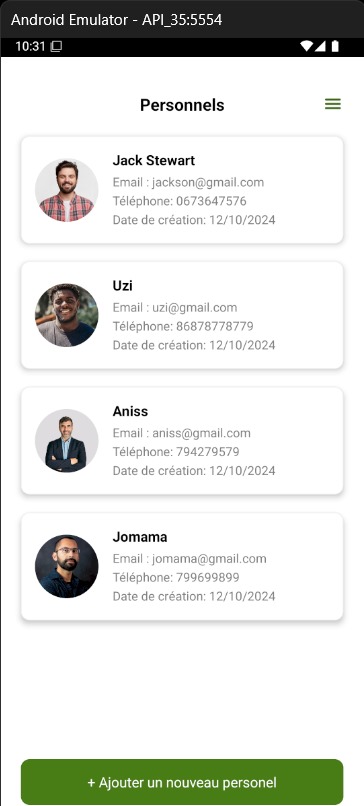 Android Emulator - API_35:5554
10:31
Personnels
Jack Stewart
Email : jackson@gmail.com
Téléphone: 0673647576
Date de création: 12/10/2024
Uzi
Email : uzi@gmail.com
Téléphone: 86878778779
Date de création: 12/10/2024
Aniss
Email : aniss@gmail.com
Téléphone: 794279579
Date de création: 12/10/2024
Jomama
Email : jomama@gmail.com
Téléphone: 799699899
Date de création: 12/10/2024
+ Ajouter un nouveau personel